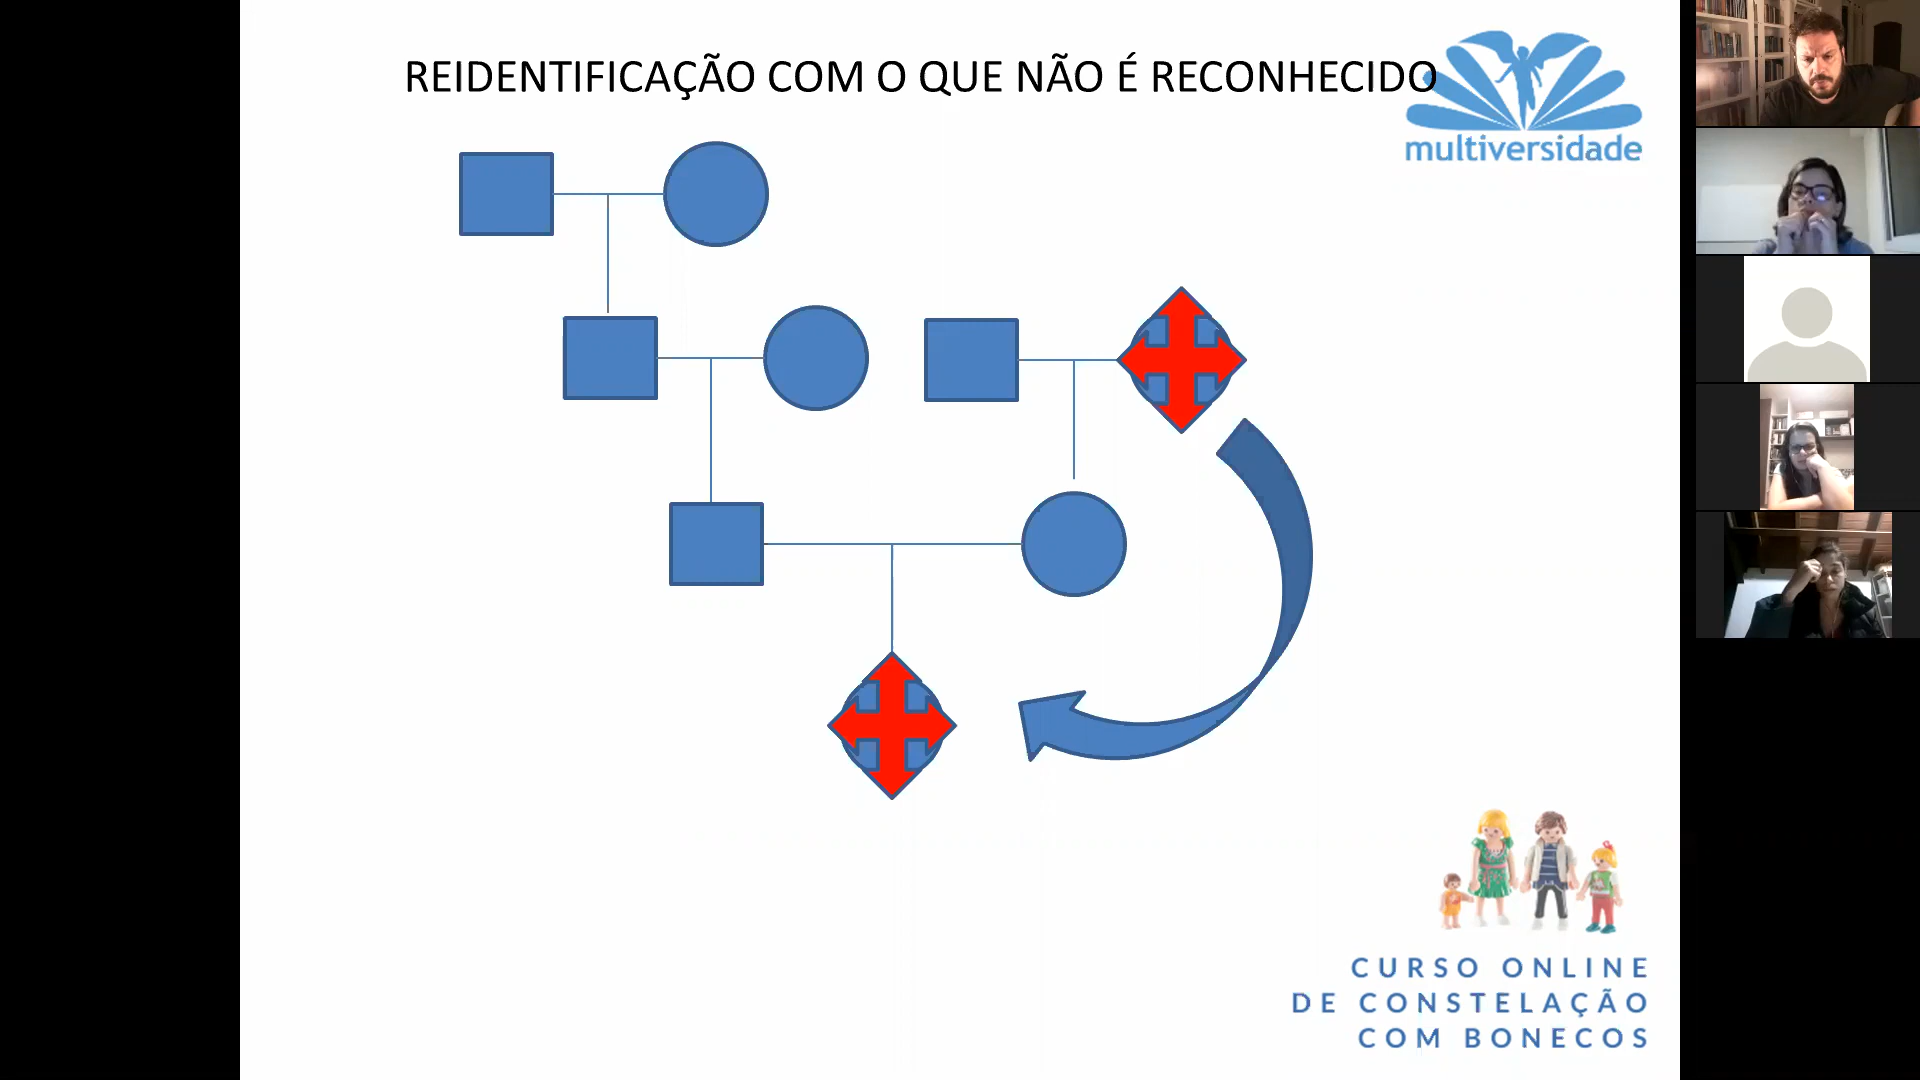 REIDENTIFICAÇÃO COM O QUE NÃO É RECONHECIDO
multiversidade
CURSO ONLINE
DE CONSTELAÇÃO
COM BONECOS